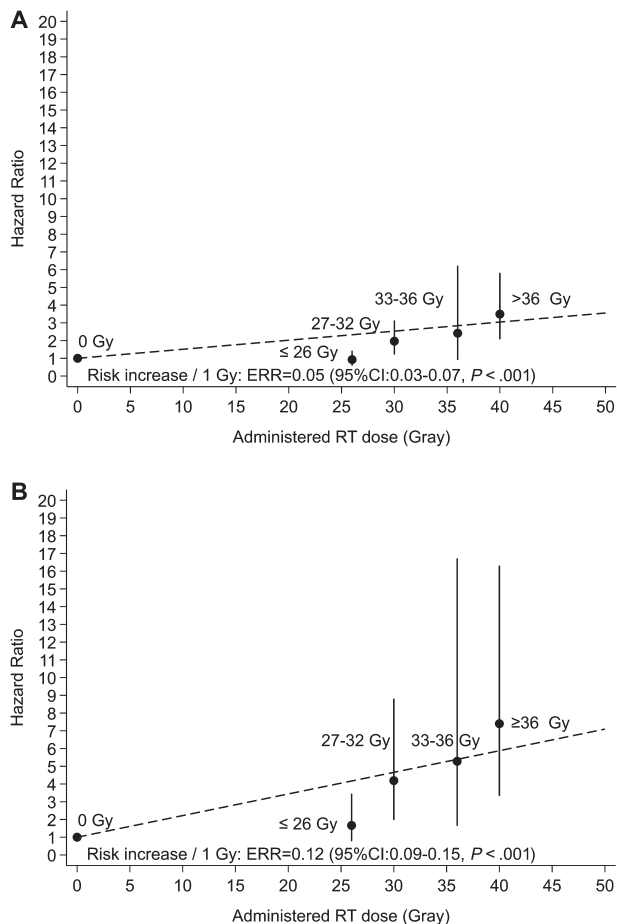 A
20
19
18
17
16
15
14
13
12
11
10
9
8
7
6
5
4
3
2
1
0
Hazard Ratio
0 Gy
≤ 26 Gy
27-32 Gy
33-36 Gy
>36 Gy
Risk increase / 1 Gy: ERR=0.05 (95%CI:0.03-0.07, P < .001)
0 5 10 15 20 25 30 35 40 45 50
Administered RT dose (Gray)
B
20
19
18
17
16
15
14
13
12
11
10
9
8
7
6
5
4
3
2
1
0
Hazard Ratio
0 Gy
≤ 26 Gy
27-32 Gy
33-36 Gy
≥36 Gy
Risk increase / 1 Gy: ERR=0.12 (95%CI:0.09-0.15, P < .001)
0 5 10 15 20 25 30 35 40 45 50
Administered RT dose (Gray)